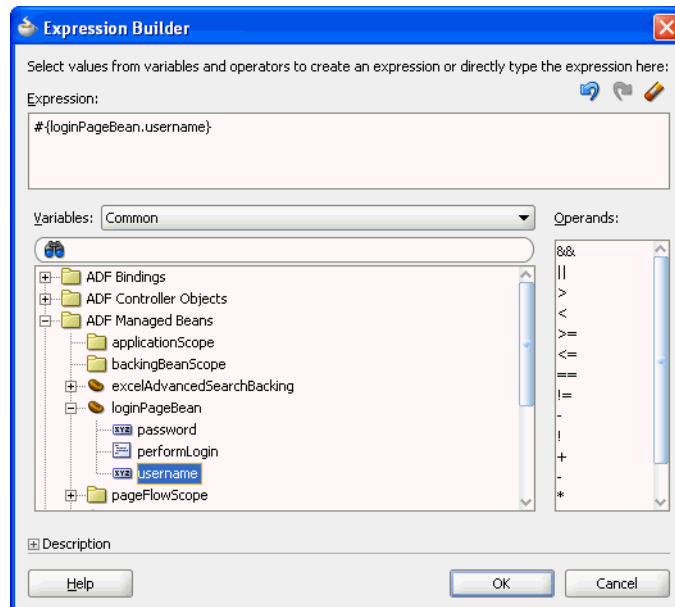 Expression Builder
Select values from variables and operators to create an expression or directly type the expression here:
Expression:
#{loginPageBean.username}
Variables: Common
Operands:
ADF Bindings
ADF Controller Objects
ADF Managed Beans
applicationScope
backingBeanScope
excelAdvancedSearchBacking
loginPageBean
xyz password
performLogin
xyz username
pageFlowScope
&&
||
>
<
>=
<=
==
!=
-
!
+
-
*
Description
Help
OK
Cancel